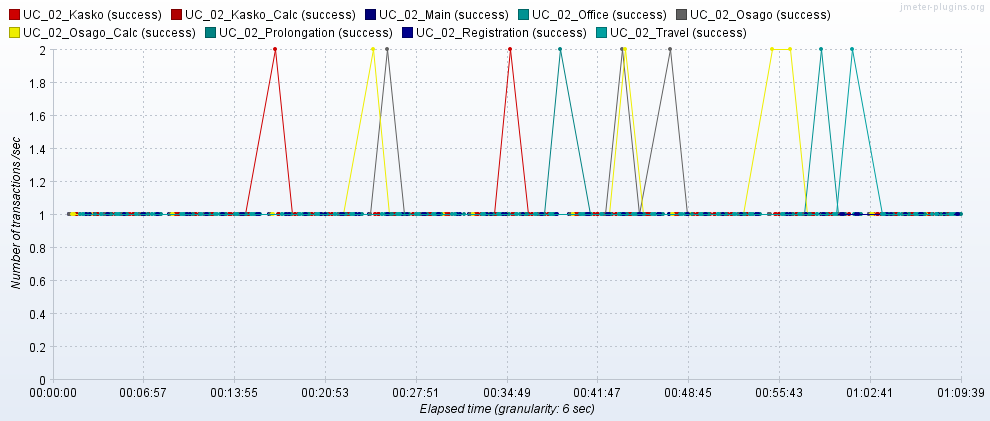 jmeter-plugins.org
UC_02_Kasko (success) UC_02_Kasko_Calc (success) UC_02_Main (success) UC_02_Office (success) UC_02_Osago (success)
UC_02_Osago_Calc (success) UC_02_Prolongation (success) UC_02_Registration (success) UC_02_Travel (success)
Number of transactions /sec
2
1.8
1.6
1.4
1.2
1
0.8
0.6
0.4
0.2
0
00:00:00 00:06:57 00:13:55 00:20:53 00:27:51 00:34:49 00:41:47 00:48:45 00:55:43 01:02:41 01:09:39
Elapsed time (granularity: 6 sec)